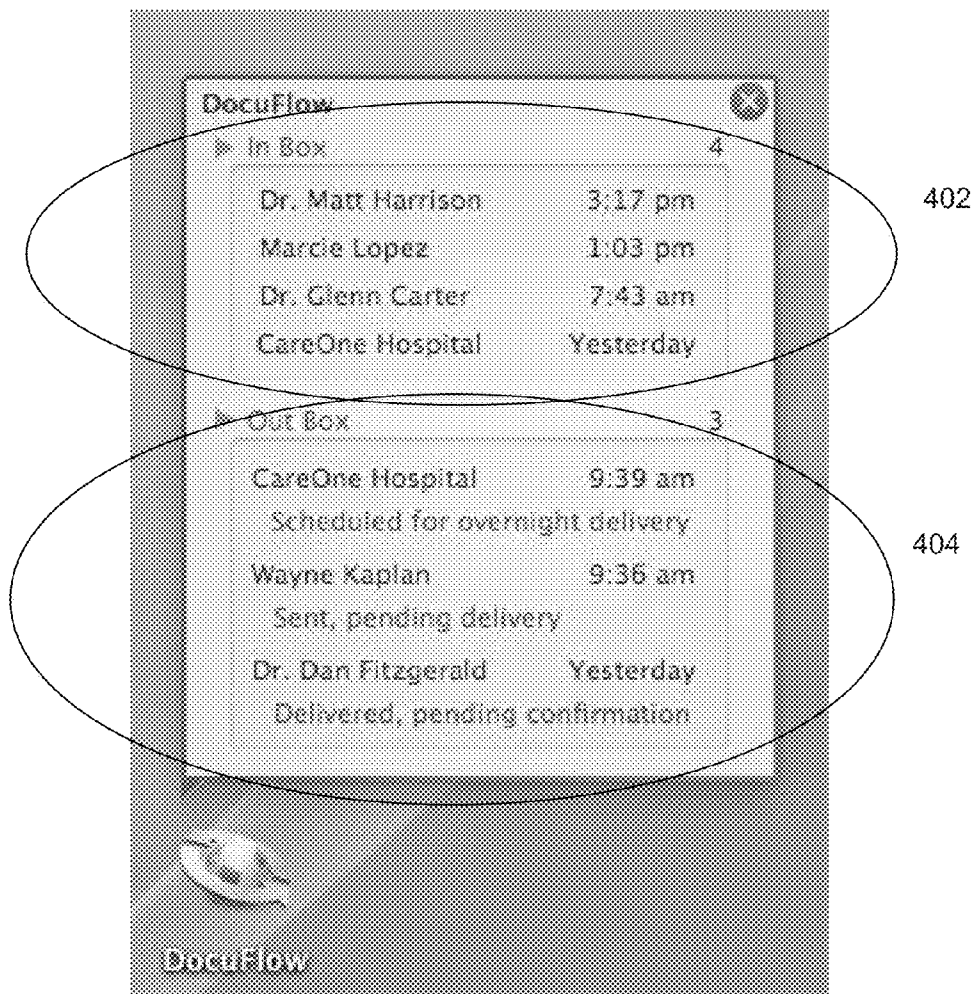 DocuFlow
In Box 4
Dr. Matt Harrison 3:17 pm
Marcie Lopez 1:03 pm
Dr. Glenn Carter 7:43 am
CareOne Hospital Yesterday
402
Out Box 3
CareOne Hospital 9:39 am
Scheduled for overnight delivery
404
Wayne Kaplan 9:36 am
Sent, pending delivery
Dr. Dan Fitzgerald Yesterday
Delivered, pending confirmation
DocuFlow